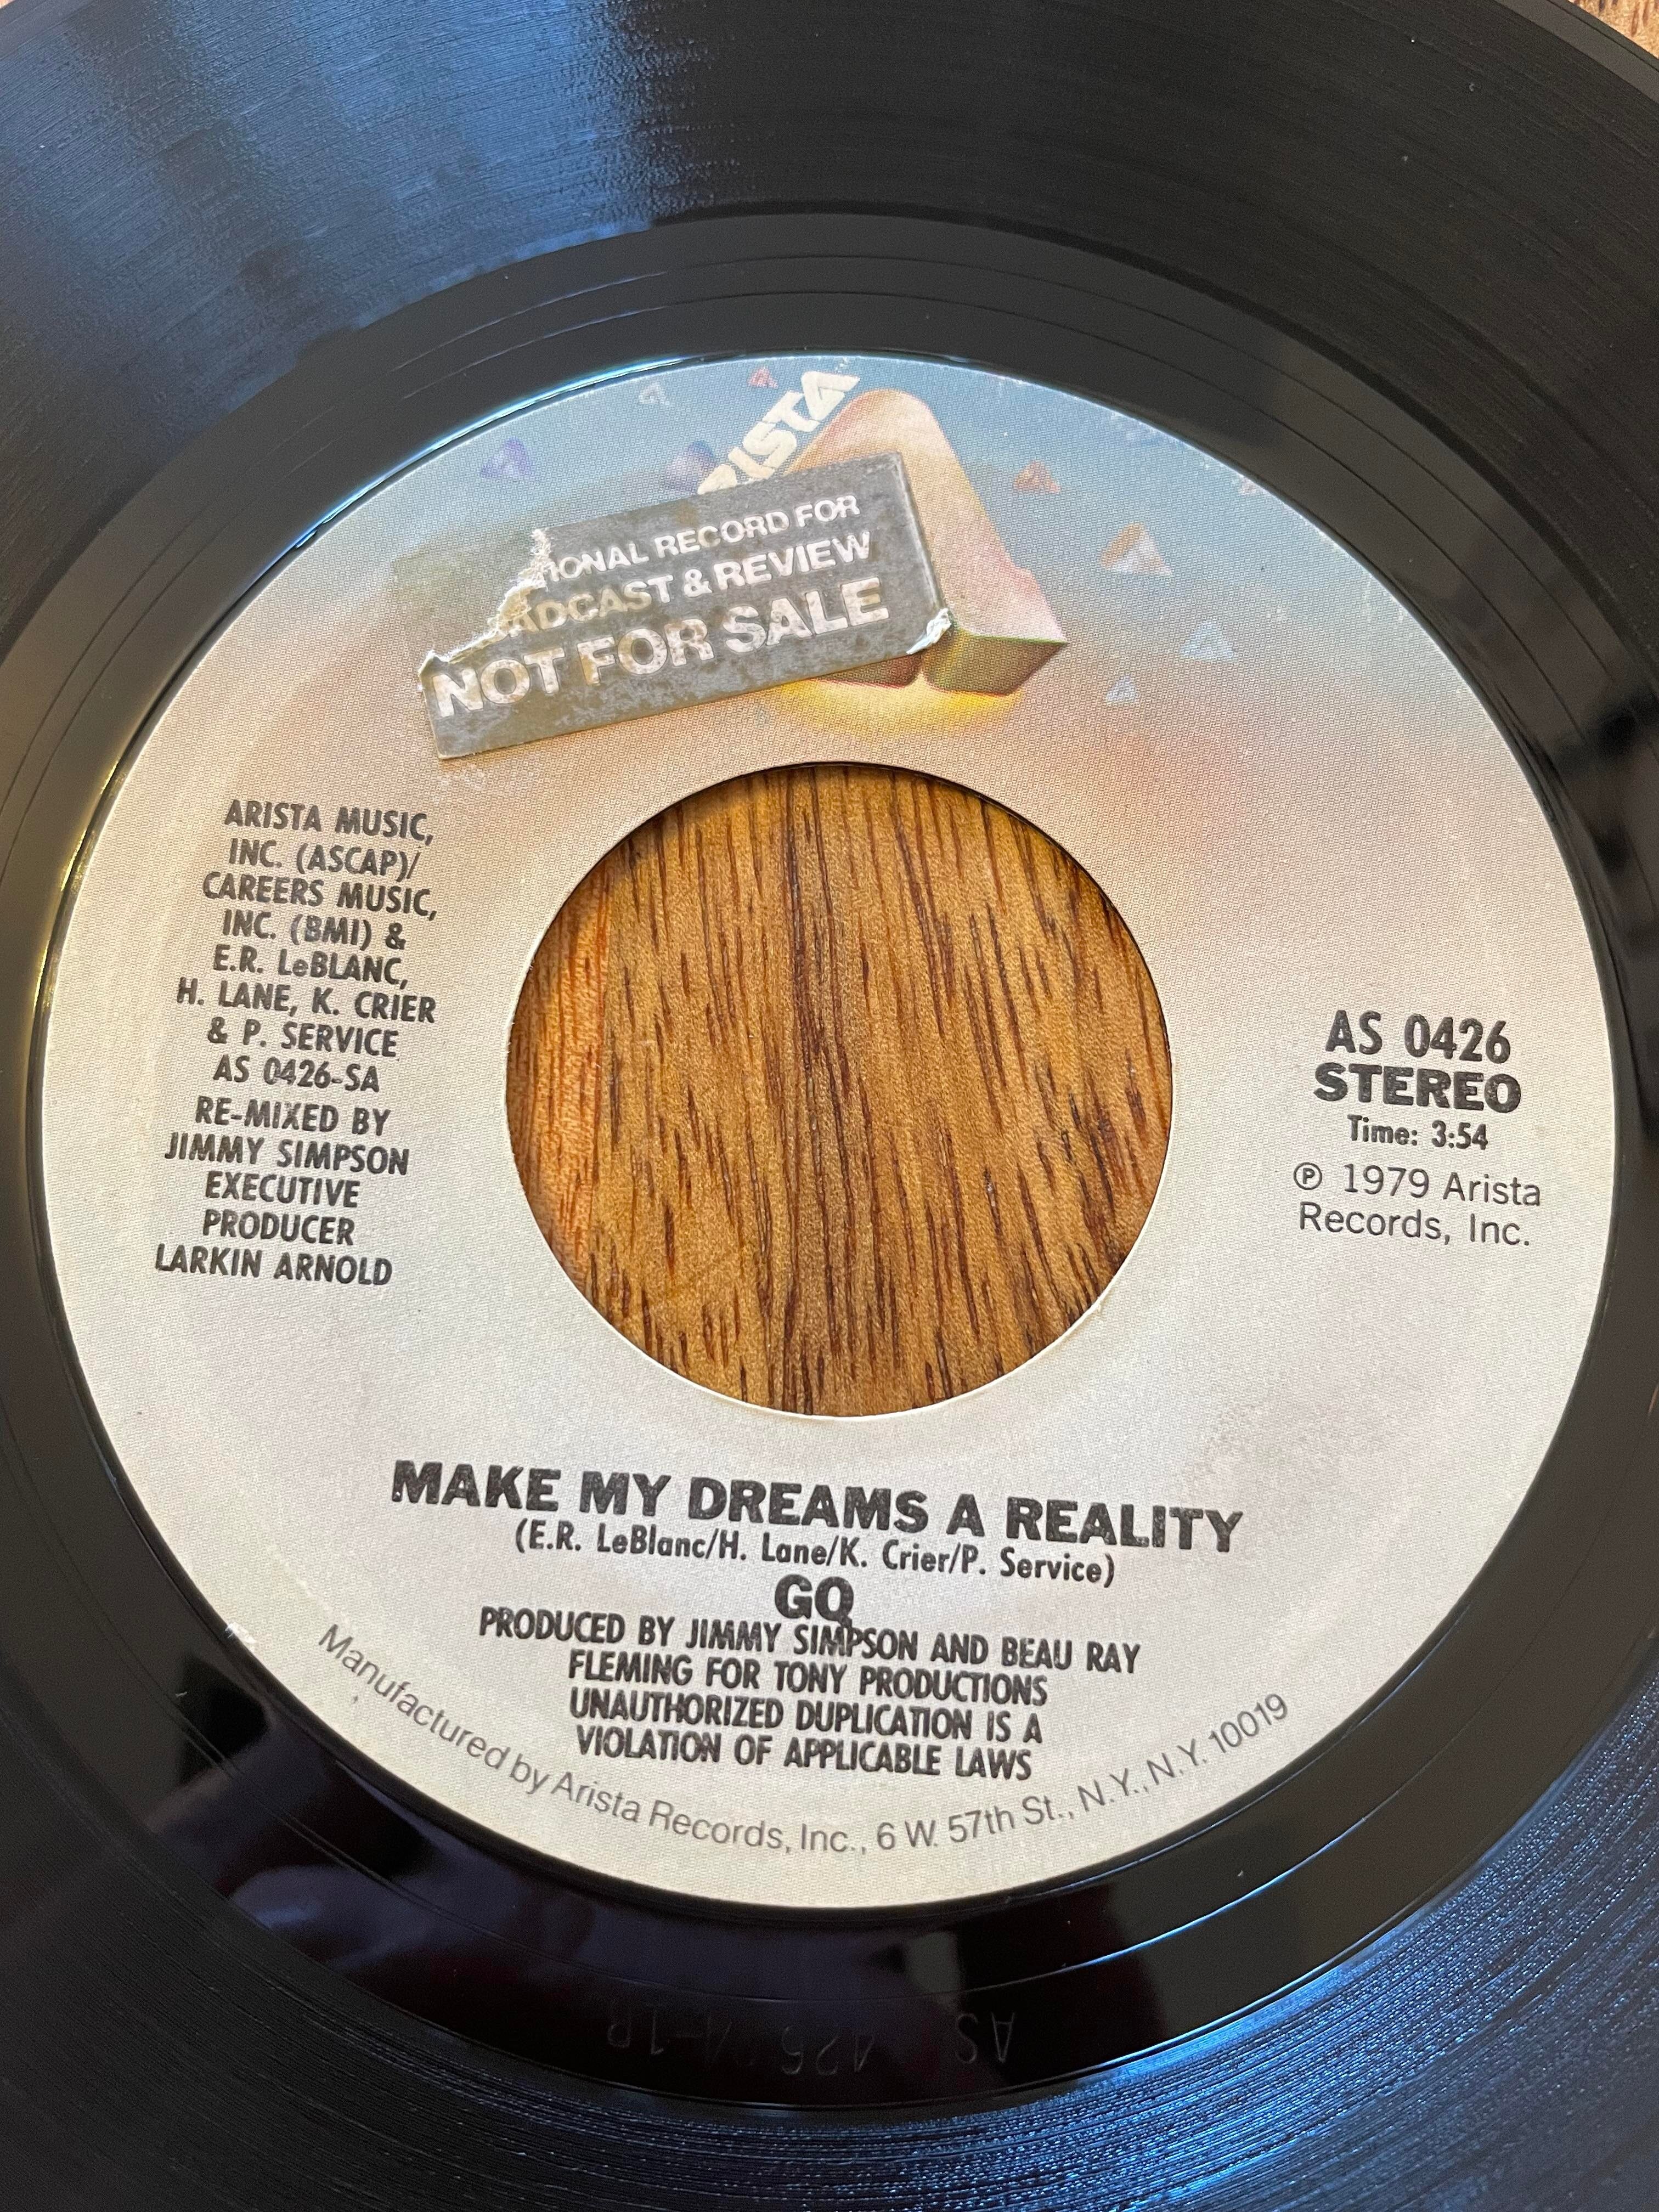 NOT FOR SALE
RECORD FOR
& REVIEW
ARISTA MUSIC,
INC. (ASCAP)/
CAREERS MUSIC,
INC. (BMI) &
E.R. LeBLANC,
H. LANE, K. CRIER
& P. SERVICE
AS 0426-SA
RE-MIXED BY
JIMMY SIMPSON
EXECUTIVE
PRODUCER
LARKIN ARNOLD
AS 0426
STEREO
Time: 3:54
℗ 1979 Arista
Records, Inc.
MAKE MY DREAMS A REALITY
(E.R. LeBlanc/H. Lane/K. Crier/P. Service)
GQ
PRODUCED BY JIMMY SIMPSON AND BEAU RAY
FLEMING FOR TONY PRODUCTIONS
UNAUTHORIZED DUPLICATION IS A
VIOLATION OF APPLICABLE LAWS
Manufactured by Arista Records, Inc., 6 W. 57th St., N.Y., N.Y. 10019